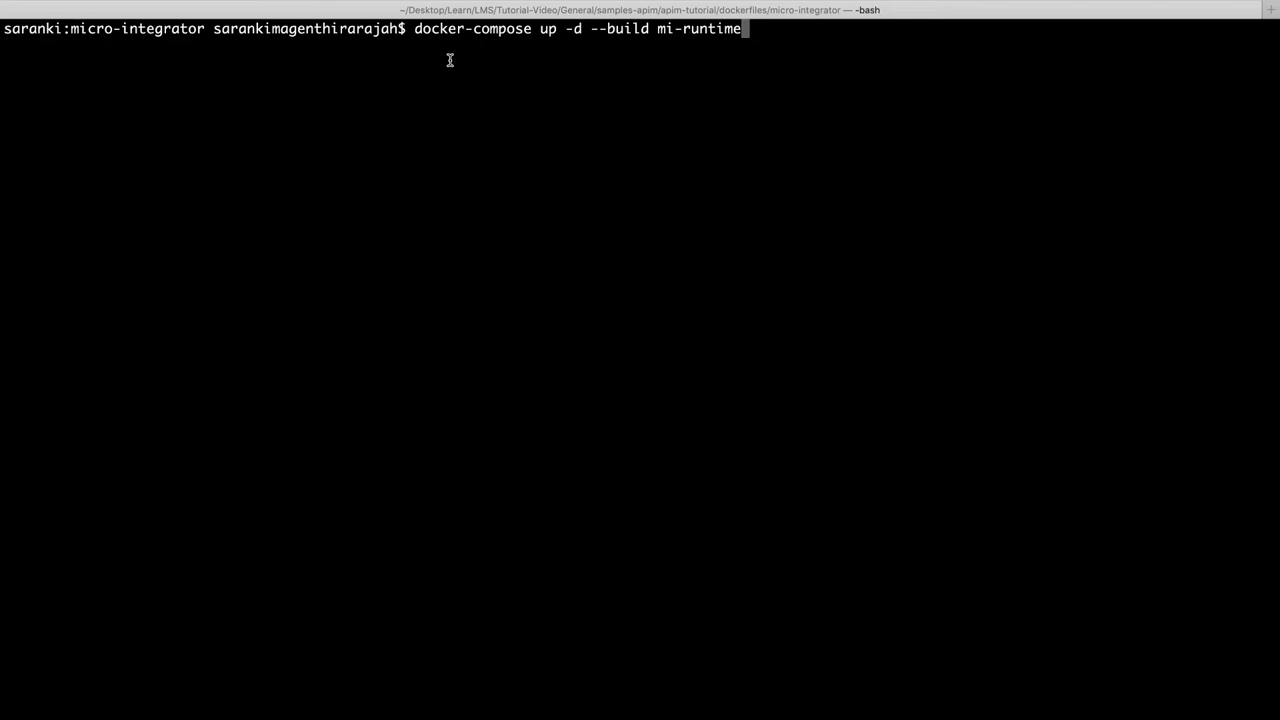 ~/Desktop/Learn/LMS/Tutorial-Video/General/samples-apim/apim-tutorial/dockerfiles/micro-integrator — -bash
saranki:micro-integrator sarankimagenthirarajah$ docker-compose up -d --build mi-runtime